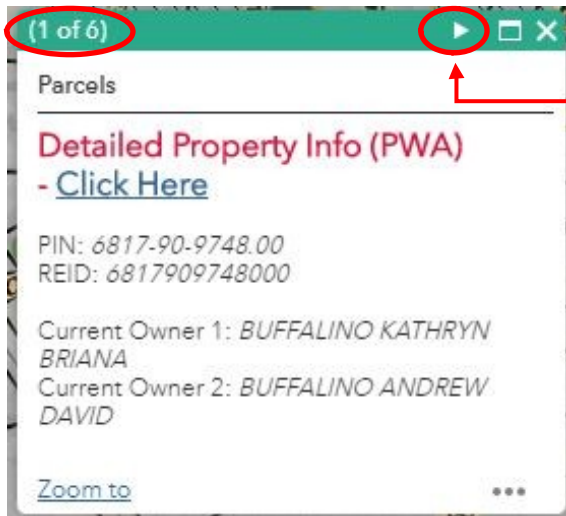 (1 of 6)
Parcels
Detailed Property Info (PWA)
- Click Here
PIN: 6817-90-9748.00
REID: 6817909748000
Current Owner 1: BUFFALINO KATHRYN
BRIANA
Current Owner 2: BUFFALINO ANDREW
DAVID
Zoom to